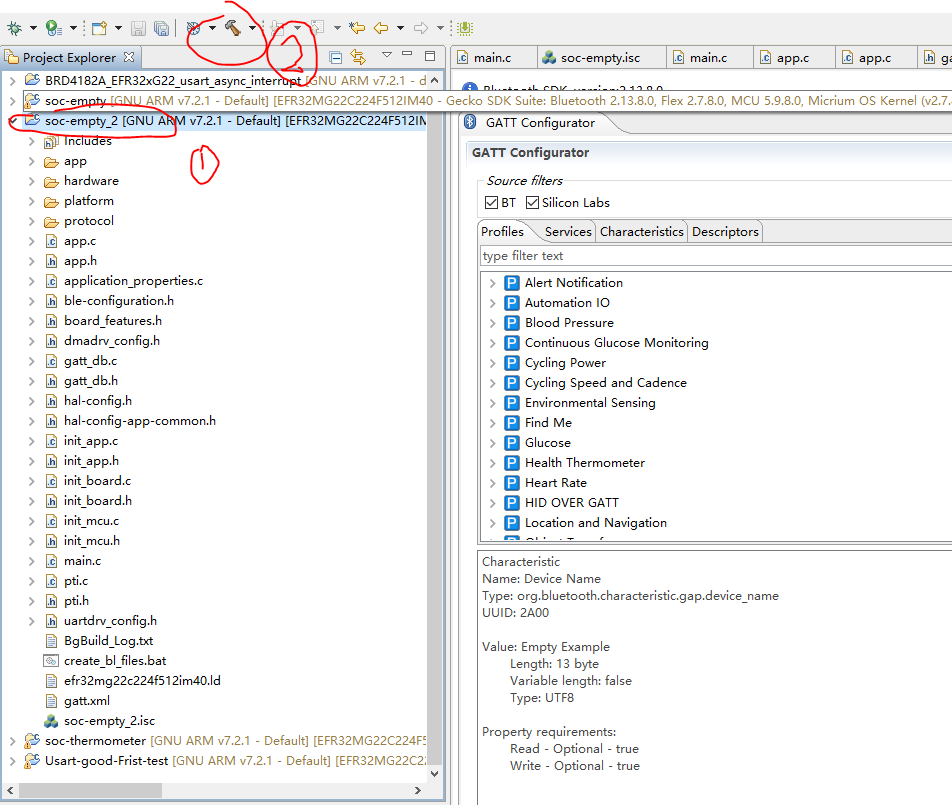 Project Explorer
main.c
soc-empty.isc
main.c
app.c
app.c
BRD4182A_EFR32xG22_usart_async_interrupt [GNU ARM v7.2.1 - d
soc-empty [GNU ARM v7.2.1 - Default] [EFR32MG22C224F512IM40 - Gecko SDK Suite: Bluetooth 2.13.8.0, Flex 2.7.8.0, MCU 5.9.8.0, Micrium OS Kernel (v2.7
soc-empty_2 [GNU ARM v7.2.1 - Default] [EFR32MG22C224F512IM
2
1
Includes
app
hardware
platform
protocol
app.c
app.h
application_properties.c
ble-configuration.h
board_features.h
dmadrv_config.h
gatt_db.c
gatt_db.h
hal-config.h
hal-config-app-common.h
init_app.c
init_app.h
init_board.c
init_board.h
init_mcu.c
init_mcu.h
main.c
pti.c
pti.h
uartdrv_config.h
BgBuild_Log.txt
create_bl_files.bat
efr32mg22c224f512im40.ld
gatt.xml
soc-empty_2.isc
soc-thermometer [GNU ARM v7.2.1 - Default] [EFR32MG22C224F5
Usart-good-Frist-test [GNU ARM v7.2.1 - Default] [EFR32MG22C22
GATT Configurator
GATT Configurator
Source filters
BT
Silicon Labs
Profiles
Services
Characteristics
Descriptors
type filter text
P Alert Notification
P Automation IO
P Blood Pressure
P Continuous Glucose Monitoring
P Cycling Power
P Cycling Speed and Cadence
P Environmental Sensing
P Find Me
P Glucose
P Health Thermometer
P Heart Rate
P HID OVER GATT
P Location and Navigation
Characteristic
Name: Device Name
Type: org.bluetooth.characteristic.gap.device_name
UUID: 2A00
Value: Empty Example
Length: 13 byte
Variable length: false
Type: UTF8
Property requirements:
Read - Optional - true
Write - Optional - true